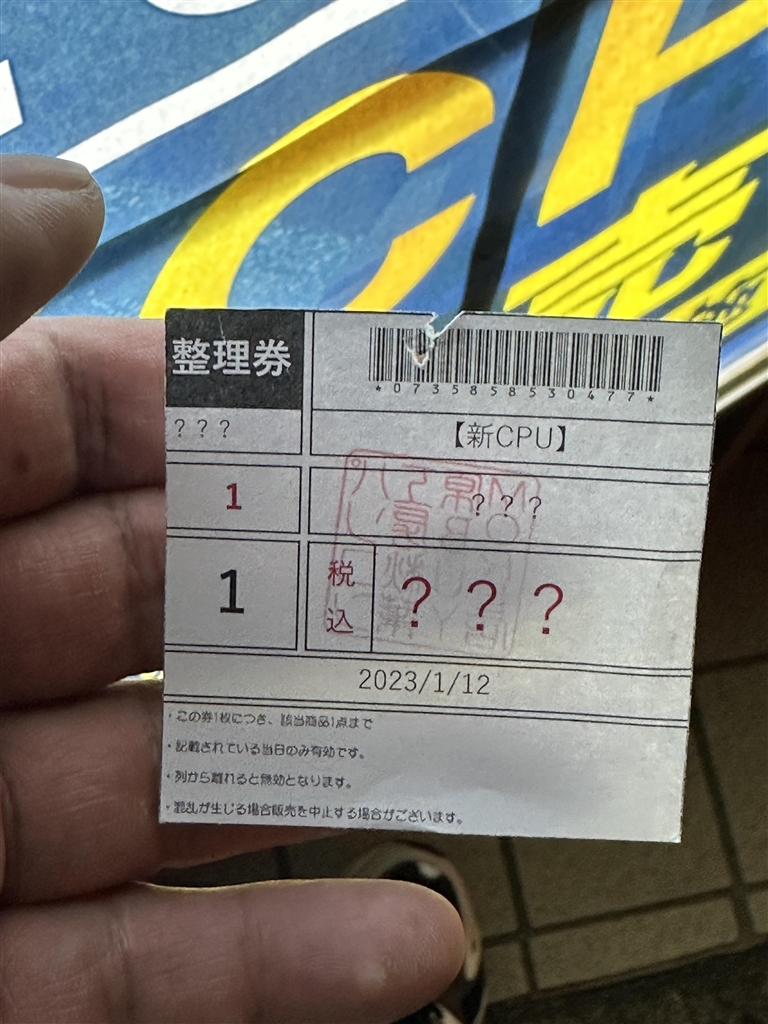 整理券
*0735858530477*
???
【新CPU】
1
???
1
税込
???
2023/1/12
・この券1枚につき、該当商品1点まで
・記載されている当日のみ有効です。
・列から離れると無効となります。
・混乱が生じる場合販売を中止する場合がございます。